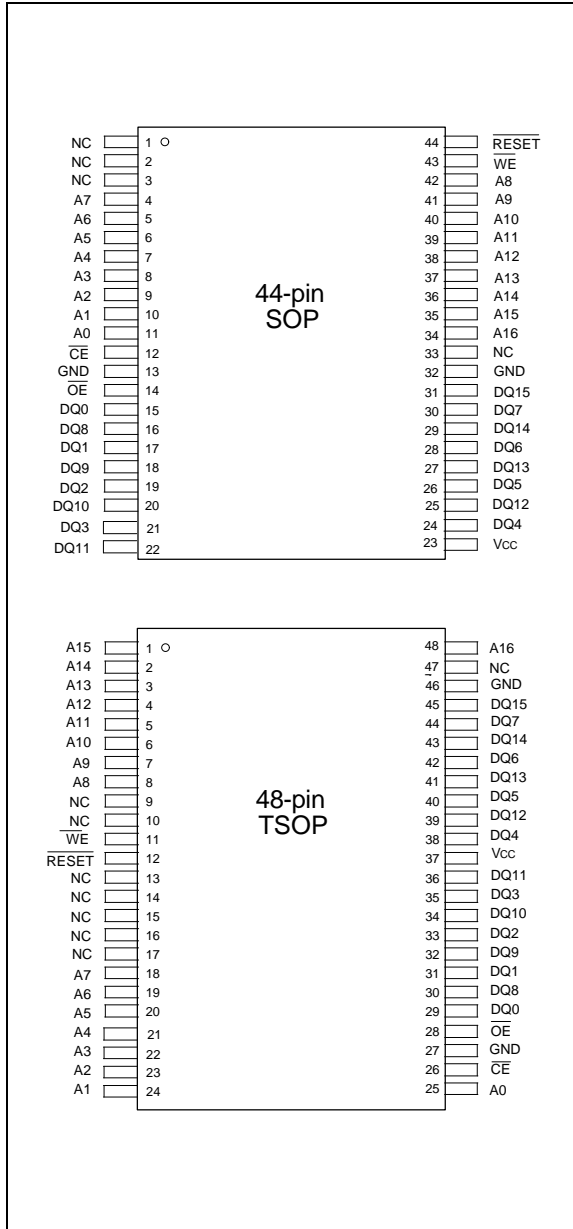 NC 1 44 R̅E̅S̅E̅T̅
NC 2 43 W̅E̅
NC 3 42 A8
A7 4 41 A9
A6 5 40 A10
A5 6 39 A11
A4 7 38 A12
A3 8 37 A13
A2 9 36 A14
A1 10 35 A15
A0 11 34 A16
C̅E̅ 12 33 NC
GND 13 32 GND
O̅E̅ 14 31 DQ15
DQ0 15 30 DQ7
DQ8 16 29 DQ14
DQ1 17 28 DQ6
DQ9 18 27 DQ13
DQ2 19 26 DQ5
DQ10 20 25 DQ12
DQ3 21 24 DQ4
DQ11 22 23 VCC
44-pin
SOP
A15 1 48 A16
A14 2 47 NC
A13 3 46 GND
A12 4 45 DQ15
A11 5 44 DQ7
A10 6 43 DQ14
A9 7 42 DQ6
A8 8 41 DQ13
NC 9 40 DQ5
NC 10 39 DQ12
W̅E̅ 11 38 DQ4
R̅E̅S̅E̅T̅ 12 37 VCC
NC 13 36 DQ11
NC 14 35 DQ3
NC 15 34 DQ10
NC 16 33 DQ2
NC 17 32 DQ9
A7 18 31 DQ1
A6 19 30 DQ8
A5 20 29 DQ0
A4 21 28 O̅E̅
A3 22 27 GND
A2 23 26 C̅E̅
A1 24 25 A0
48-pin
TSOP